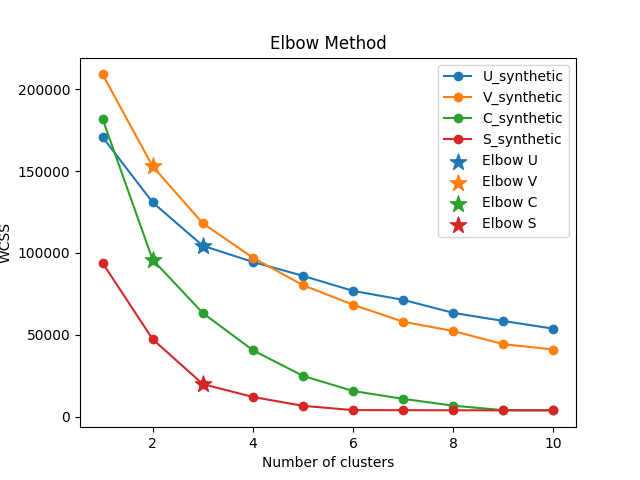 Elbow Method
200000
150000
100000
50000
0
WCSS
2
4
6
8
10
Number of clusters
U_synthetic
V_synthetic
C_synthetic
S_synthetic
Elbow U
Elbow V
Elbow C
Elbow S